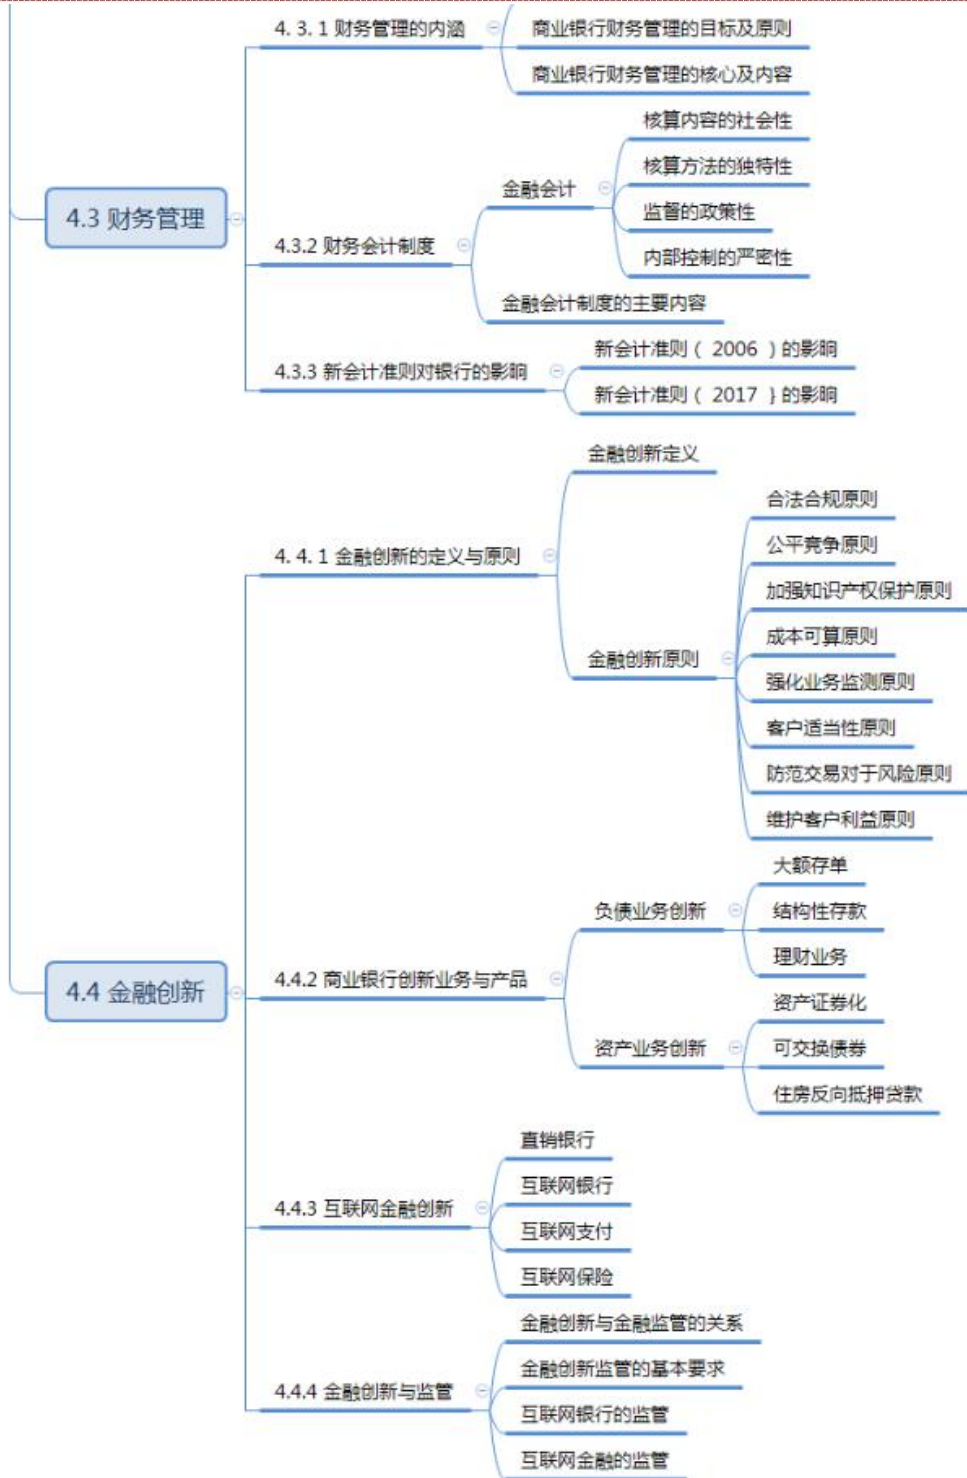 4. 3. 1 财务管理的内涵
商业银行财务管理的目标及原则
商业银行财务管理的核心及内容
4.3 财务管理
4.3.2 财务会计制度
金融会计
核算内容的社会性
核算方法的独特性
监督的政策性
内部控制的严密性
金融会计制度的主要内容
4.3.3 新会计准则对银行的影晌
新会计准则（ 2006 ）的影晌
新会计准则（ 2017 ｝的影晌
4.4 金融创新
4. 4. 1 金融创新的定义与原则
金融创新定义
金融创新原则
合法合规原则
公平竞争原则
加强知识产权保护原则
成本可算原则
强化业务监测原则
客户适当性原则
防范交易对于风险原则
维护客户利益原则
4.4.2 商业银行创新业务与产品
负债业务创新
大额存单
结构性存款
理财业务
资产业务创新
资产证券化
可交换债券
住房反向抵押贷款
4.4.3 互联网金融创新
直销银行
互联网银行
互联网支付
互联网保险
4.4.4 金融创新与监管
金融创新与金融监管的关系
金融创新监管的基本要求
互联网银行的监管
互联网金融的监管